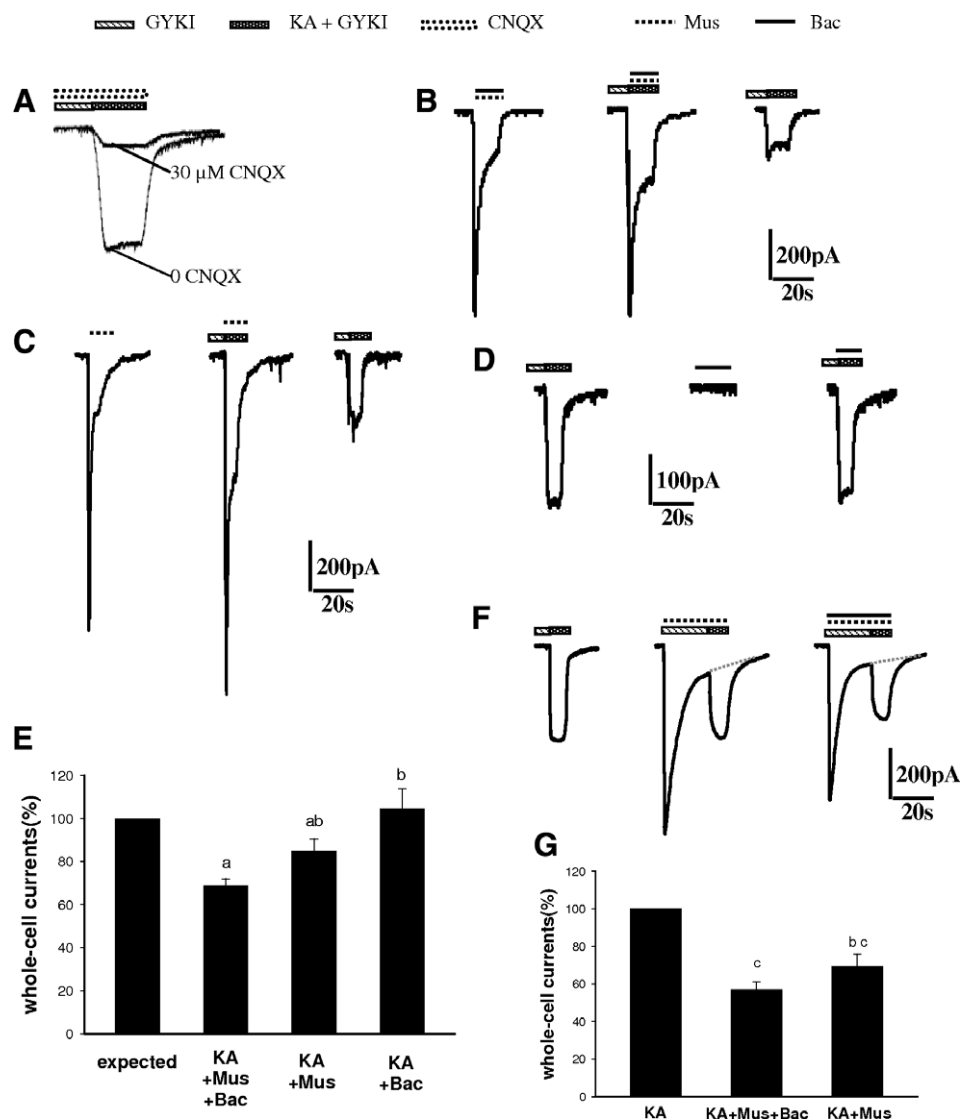 GYKI KA + GYKI CNQX Mus Bac
A
30 µM CNQX
0 CNQX
B
200pA
20s
C
200pA
20s
D
100pA
20s
E
whole-cell currents(%)
120
100
80
60
40
20
0
a
ab
b
expected
KA
+Mus
+Bac
KA
+Mus
KA
+Bac
F
200pA
20s
G
whole-cell currents(%)
120
100
80
60
40
20
0
c
b c
KA
KA+Mus+Bac
KA+Mus